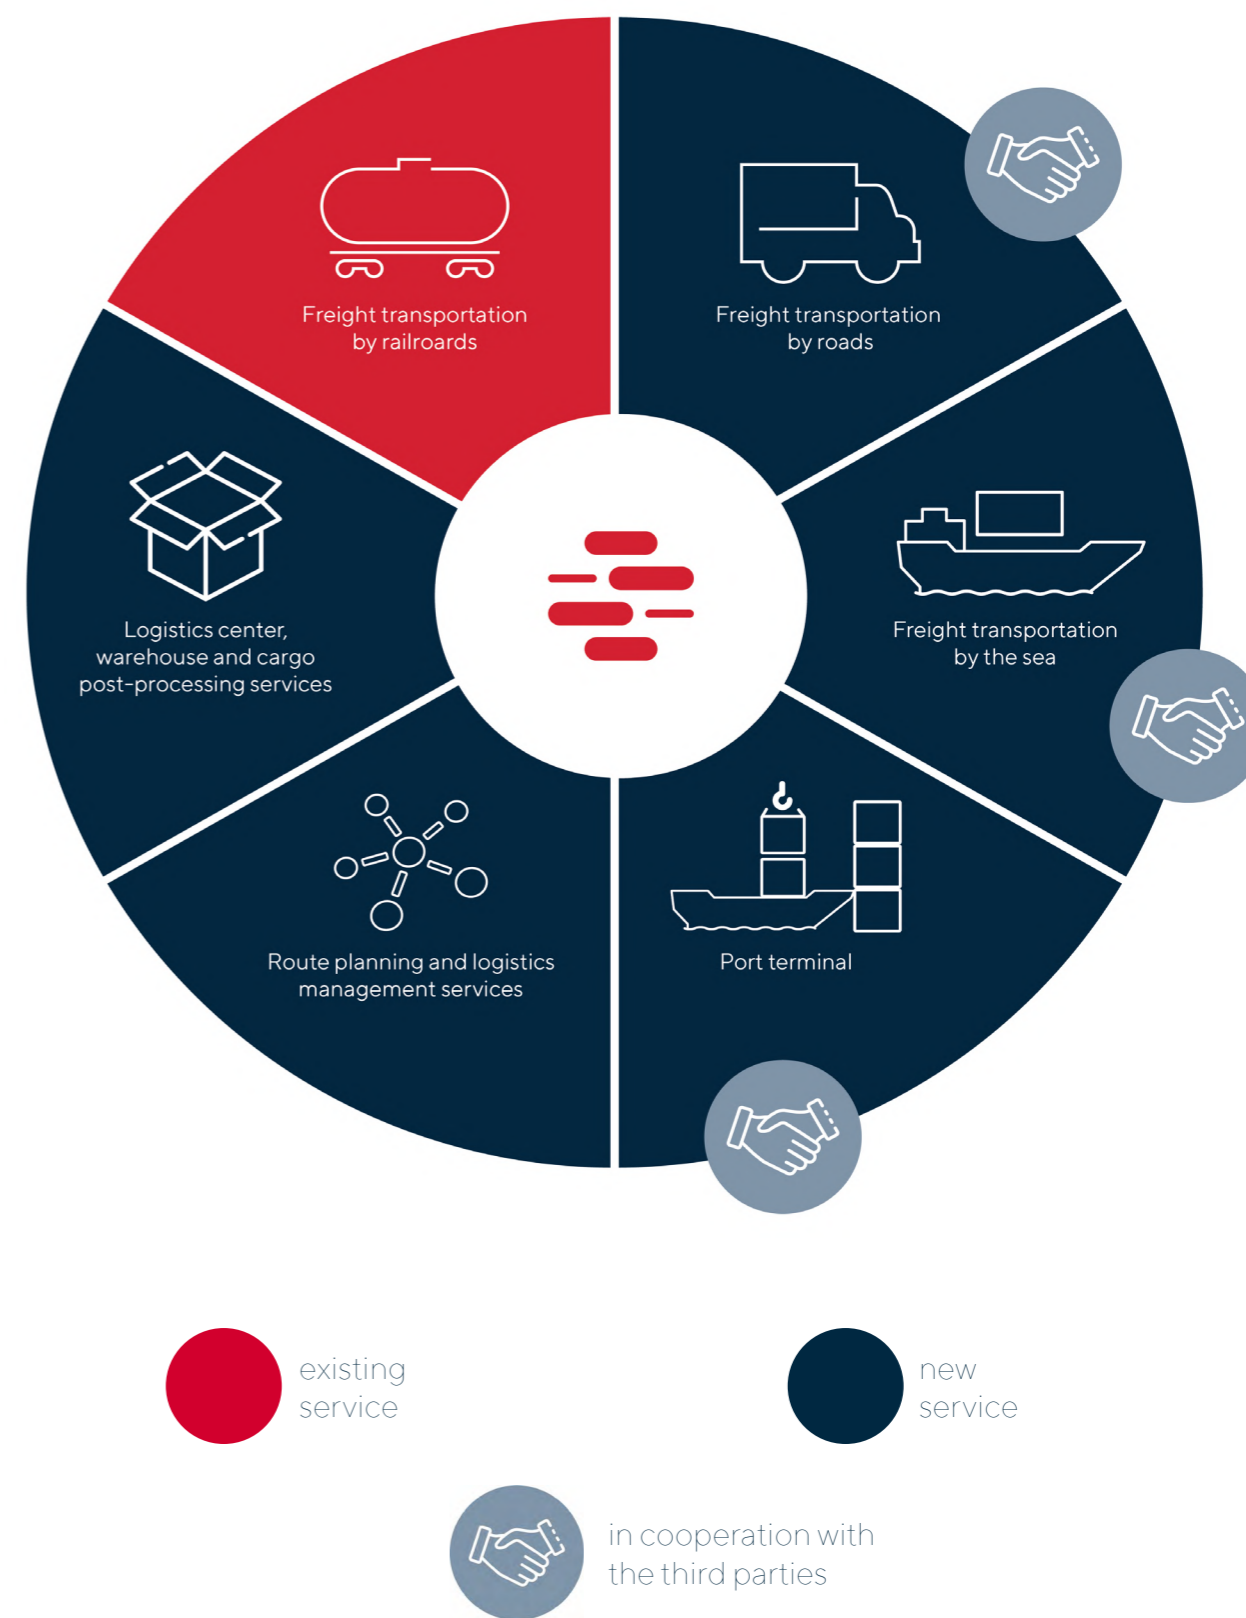 Freight transportation
by railroards
Freight transportation
by roads
Logistics center,
warehouse and cargo
post-processing services
Freight transportation
by the sea
Route planning and logistics
management services
Port terminal
existing
service
new
service
in cooperation with
the third parties